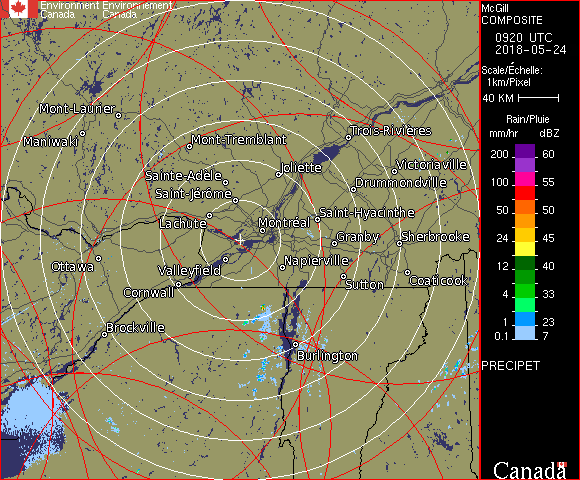 Environment Environnement
Canada Canada
McGill
COMPOSITE
0920 UTC
2018-05-24
Scale/Échelle:
1km/Pixel
40 KM
Rain/Pluie
mm/hr dBZ
200 60
150 55
100 55
50 50
24 45
12 40
4 33
1 23
0.1 7
PRECIPET
Canada
Mont-Laurier
Maniwaki
Mont-Tremblant
Trois-Rivières
Joliette
Victoriaville
Sainte-Adèle
Drummondville
Saint-Jérôme
Lachute
Saint-Hyacinthe
Montréal
Granby
Sherbrooke
Ottawa
Valleyfield
Napierville
Cornwall
Sutton
Coaticook
Brockville
Burlington